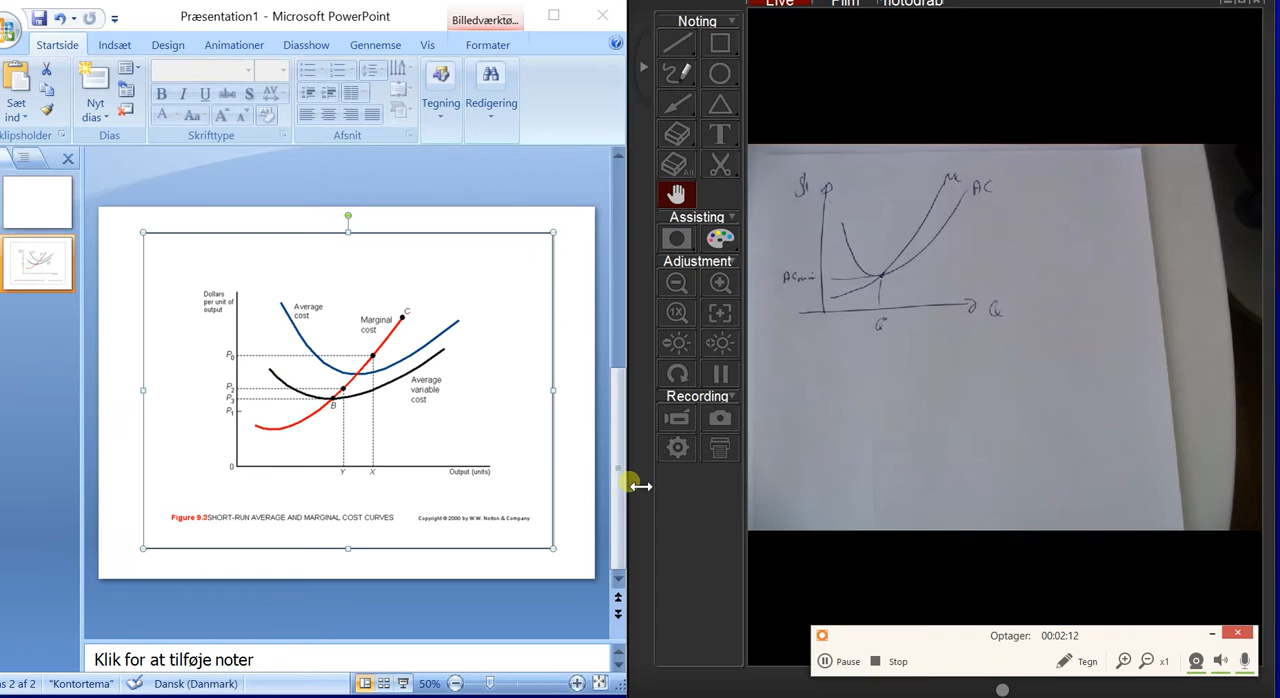 Præsentation1 - Microsoft PowerPoint
Billedværktø...
Startside Indsæt Design Animationer Diasshow Gennemse Vis Formater
Sæt
ind
Nyt
dias
Tegning
Redigering
Dias
Skrifttype
Afsnit
Dollars
per unit of
output
Average
cost
Marginal
cost
C
P0
P2
P3
P1
B
Average
variable
cost
0
Y
X
Output (units)
Figure 9.3SHORT-RUN AVERAGE AND MARGINAL COST CURVES
Copyright © 2000 by W.W. Norton & Company
Klik for at tilføje noter
"Kontortema"
Dansk (Danmark)
50%
Live
Film
Noting
T
All
Assisting
Adjustment
1X
Recording
P
AC
Q
Optager: 00:02:12
Pause
Stop
Tegn
x1